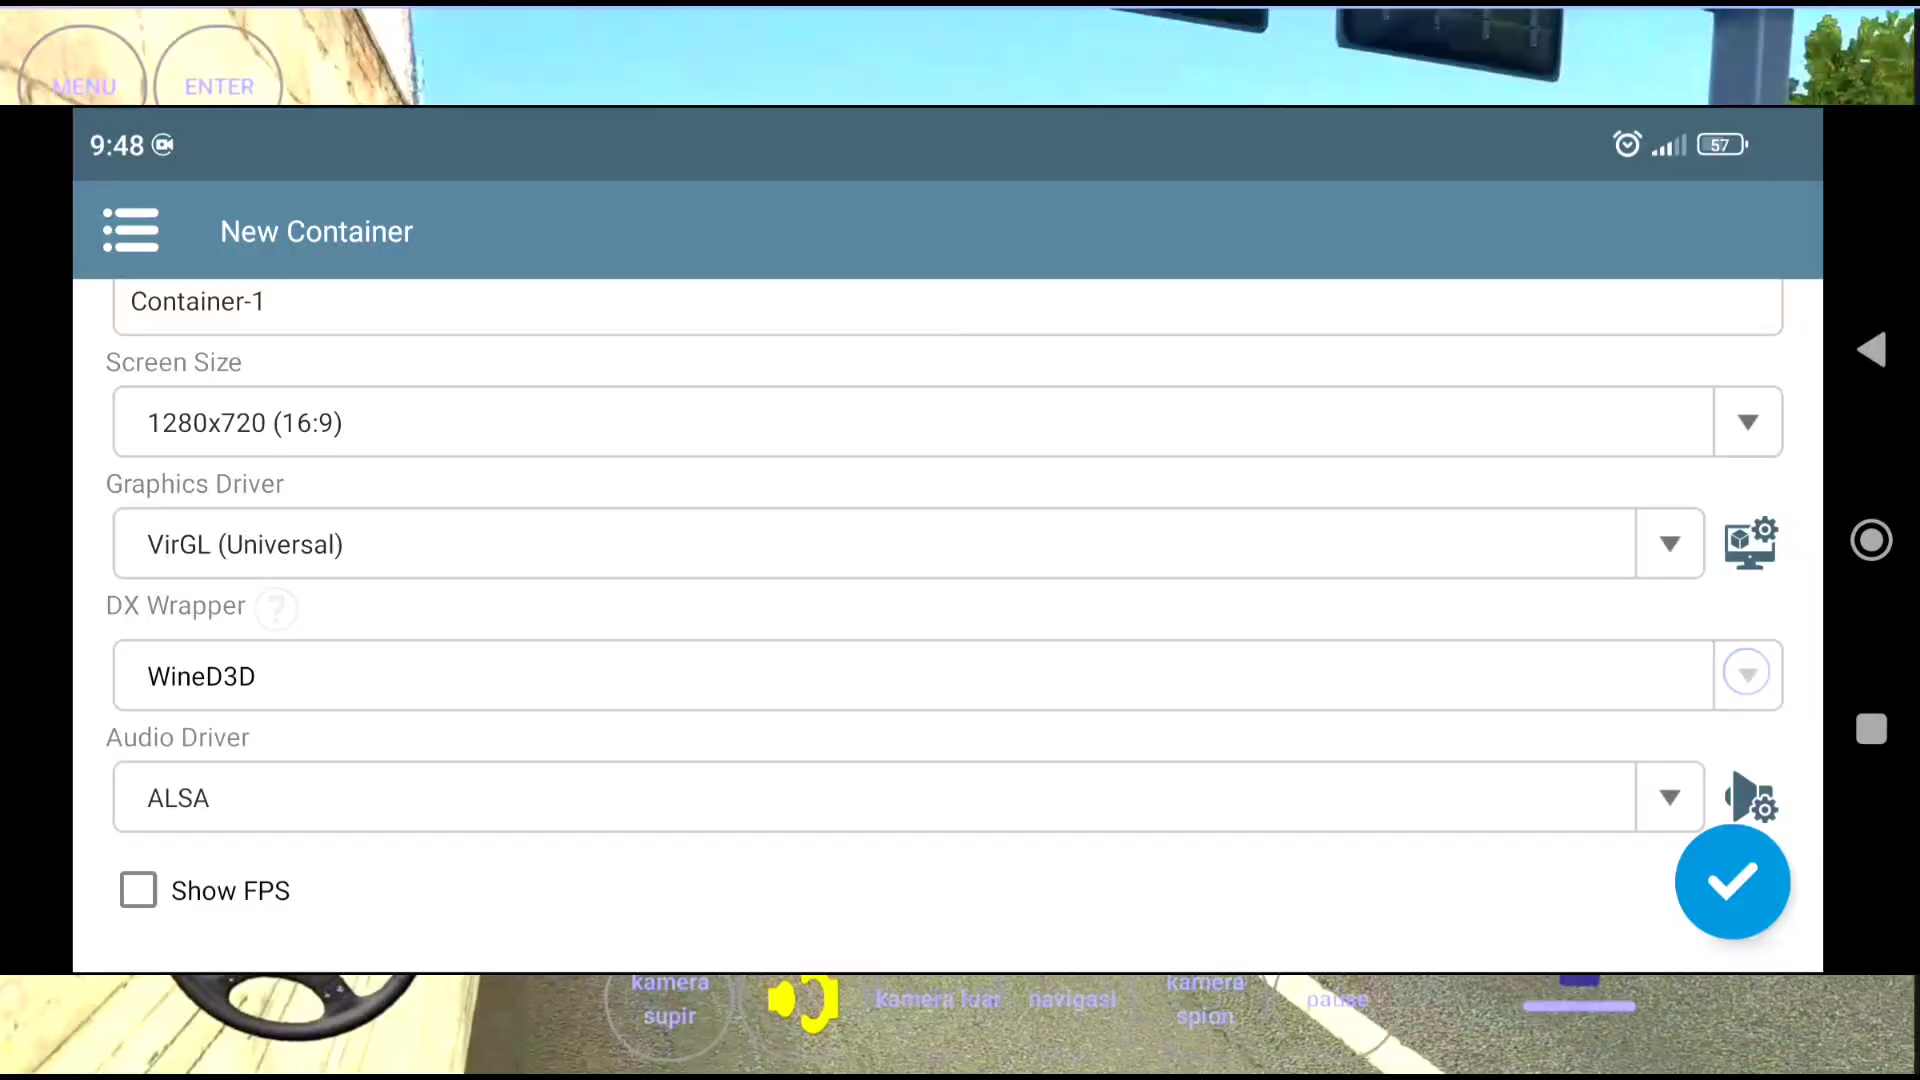 MENU
ENTER
9:48
57
New Container
Container-1
Screen Size
1280x720 (16:9)
Graphics Driver
VirGL (Universal)
DX Wrapper ?
WineD3D
Audio Driver
ALSA
Show FPS
kamera
supir
kamera luar
navigasi
kamera
spion
pause